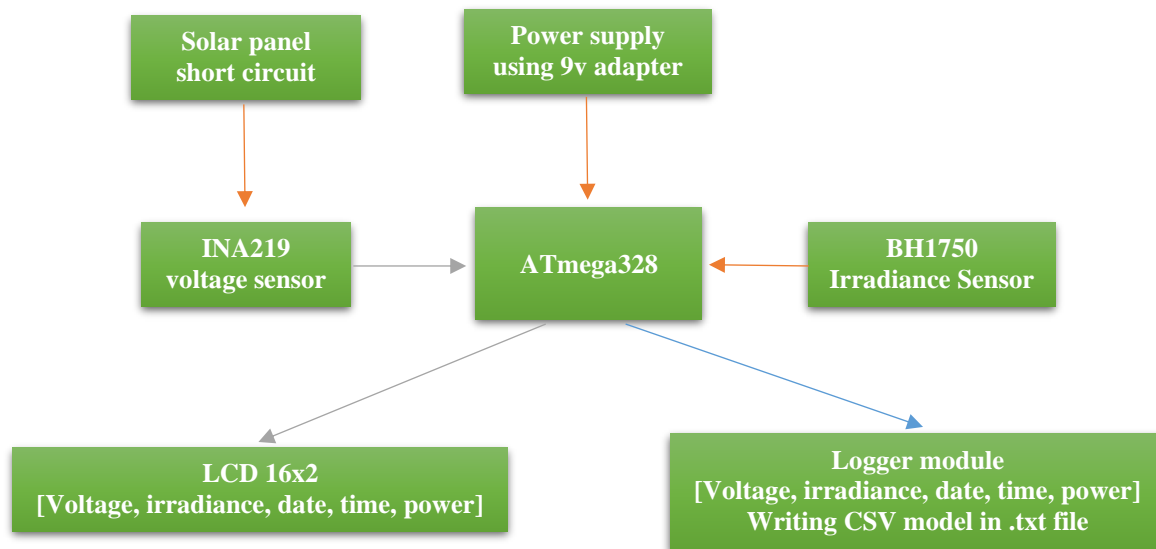 Solar panel
short circuit
Power supply
using 9v adapter
INA219
voltage sensor
ATmega328
BH1750
Irradiance Sensor
LCD 16x2
[Voltage, irradiance, date, time, power]
Logger module
[Voltage, irradiance, date, time, power]
Writing CSV model in .txt file